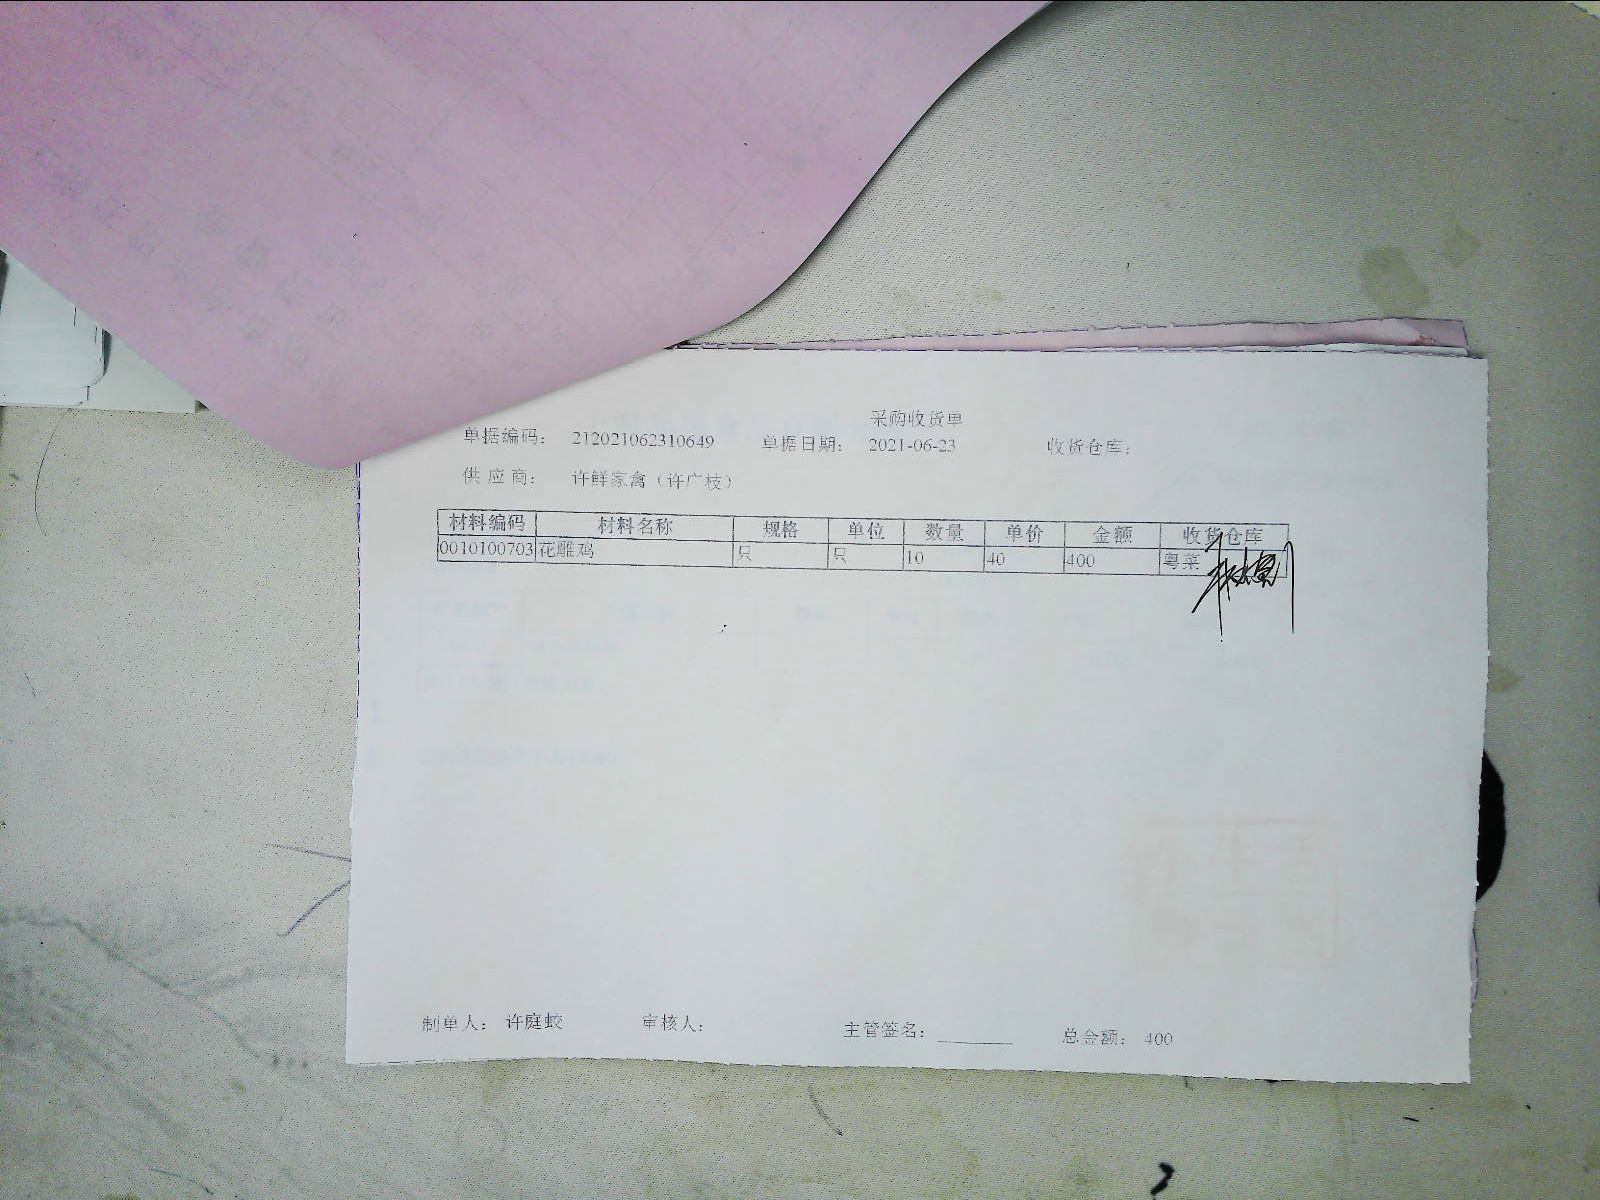 采购收货单
单据编码： 212021062310649 单据日期： 2021-06-23 收货仓库：
供 应 商： 许鲜家禽（许广枝）
材料编码 材料名称 规格 单位 数量 单价 金额 收货仓库
0010100703 花雕鸡 只 只 10 40 400 粤菜
制单人： 许庭蛟 审核人： 主管签名： 总金额： 400